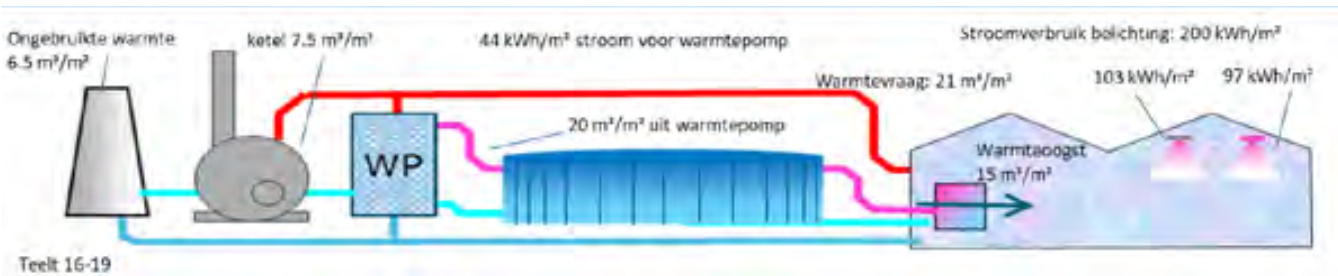 Ongebruikte warmte
6.5 m³/m²
ketel 7.5 m³/m²
44 kWh/m² stroom voor warmtepomp
Stroomverbruik belichting: 200 kWh/m²
Warmtevraag: 21 m³/m²
103 kWh/m²
97 kWh/m²
20 m³/m² uit warmtepomp
WP
Warmteoogst
15 m³/m²
Teelt 16-19